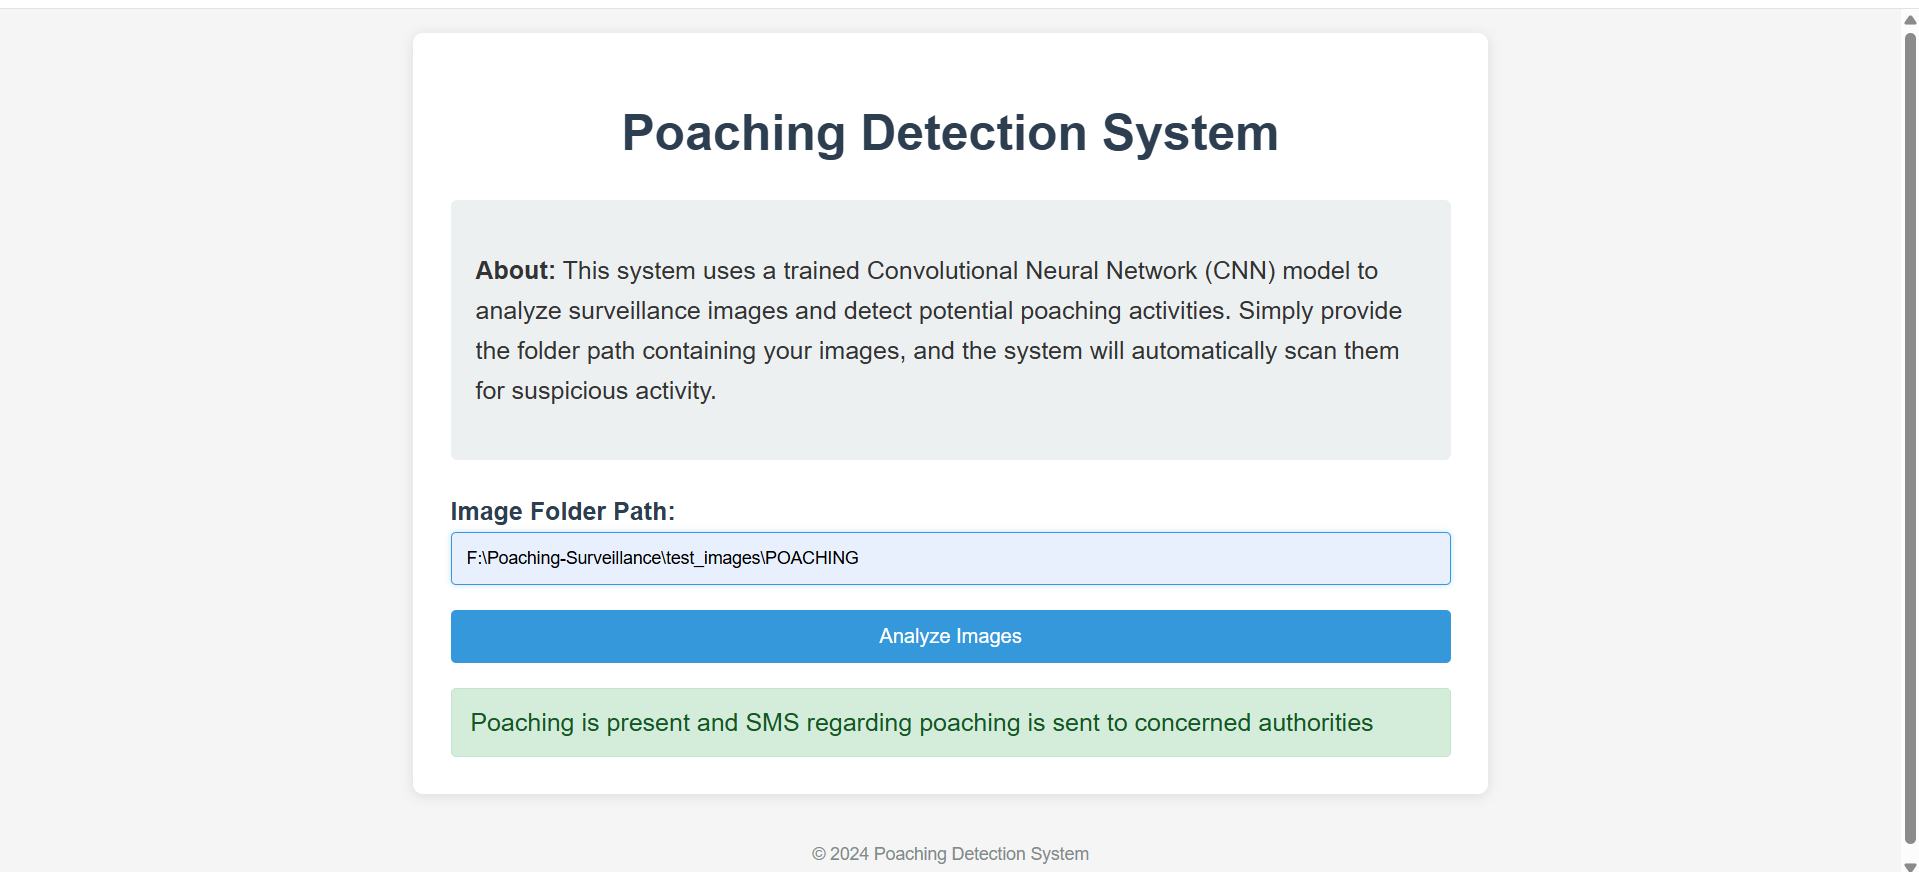 Poaching Detection System
About: This system uses a trained Convolutional Neural Network (CNN) model to
analyze surveillance images and detect potential poaching activities. Simply provide
the folder path containing your images, and the system will automatically scan them
for suspicious activity.
Image Folder Path:
F:\Poaching-Surveillance\test_images\POACHING
Analyze Images
Poaching is present and SMS regarding poaching is sent to concerned authorities
© 2024 Poaching Detection System